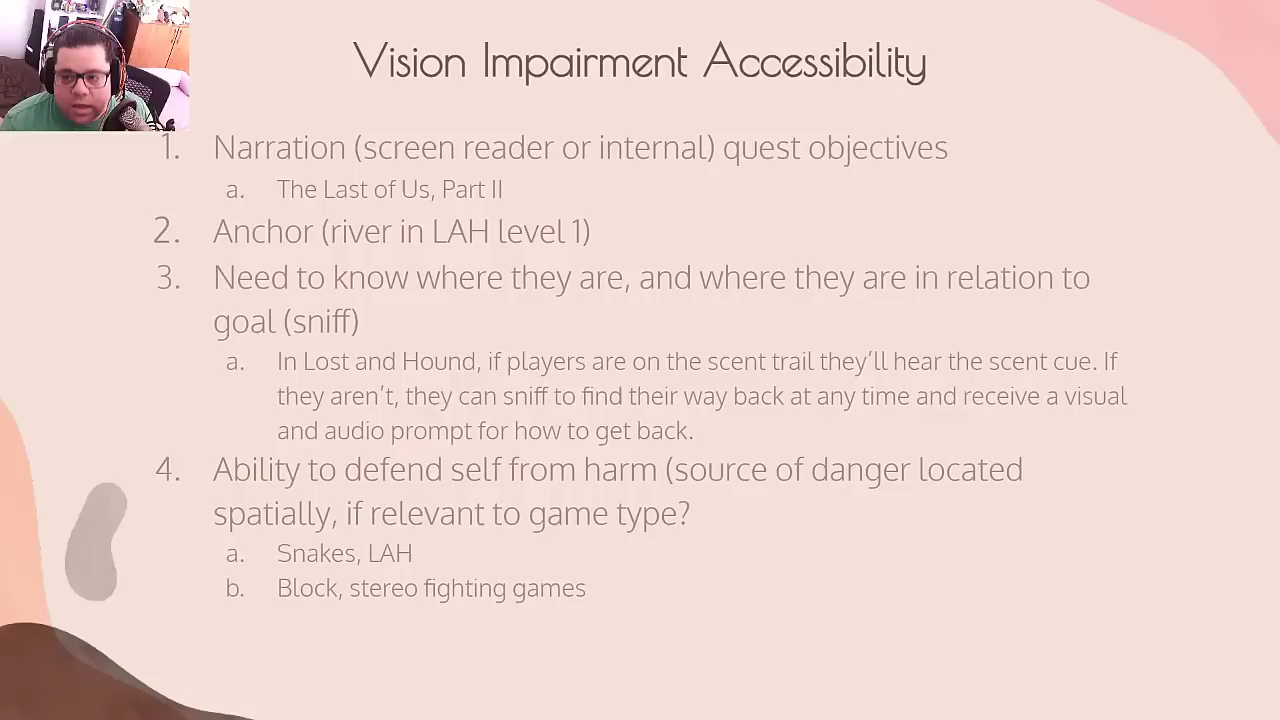 Vision Impairment Accessibility
1. Narration (screen reader or internal) quest objectives
a. The Last of Us, Part II
2. Anchor (river in LAH level 1)
3. Need to know where they are, and where they are in relation to
goal (sniff)
a. In Lost and Hound, if players are on the scent trail they’ll hear the scent cue. If
they aren’t, they can sniff to find their way back at any time and receive a visual
and audio prompt for how to get back.
4. Ability to defend self from harm (source of danger located
spatially, if relevant to game type?
a. Snakes, LAH
b. Block, stereo fighting games